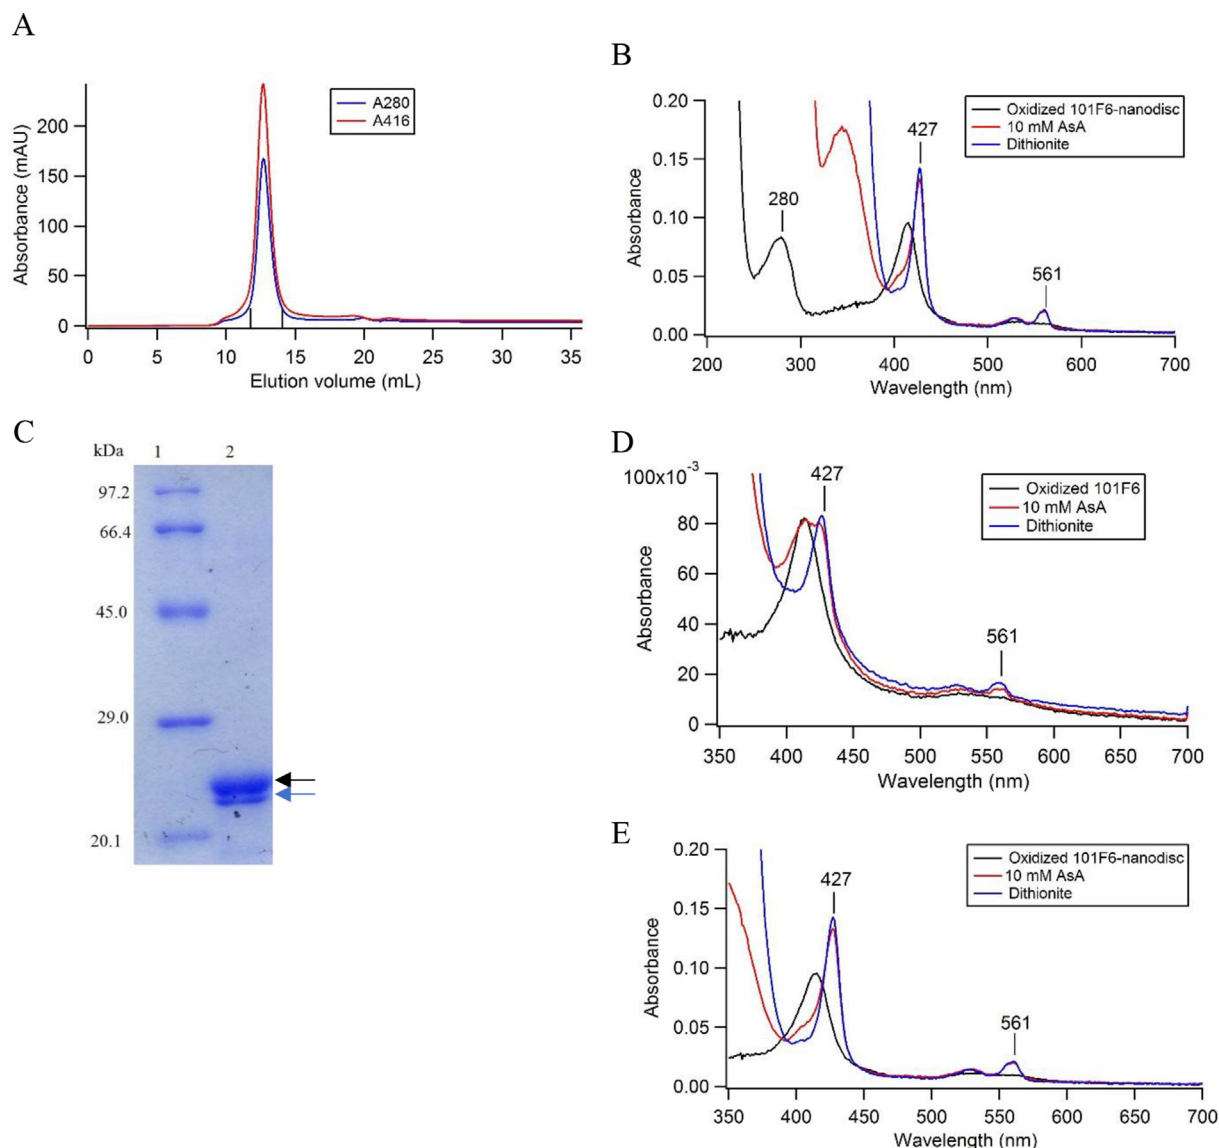 A
Absorbance (mAU)
200
150
100
50
0
A280
A416
0 5 10 15 20 25 30 35
Elution volume (mL)
B
Absorbance
0.20
0.15
0.10
0.05
0.00
280
427
561
Oxidized 101F6-nanodisc
10 mM AsA
Dithionite
200 300 400 500 600 700
Wavelength (nm)
C
kDa 1 2
97.2
66.4
45.0
29.0
20.1
D
Absorbance
100x10-3
80
60
40
20
0
427
561
Oxidized 101F6
10 mM AsA
Dithionite
350 400 450 500 550 600 650 700
Wavelength (nm)
E
Absorbance
0.20
0.15
0.10
0.05
0.00
427
561
Oxidized 101F6-nanodisc
10 mM AsA
Dithionite
350 400 450 500 550 600 650 700
Wavelength (nm)